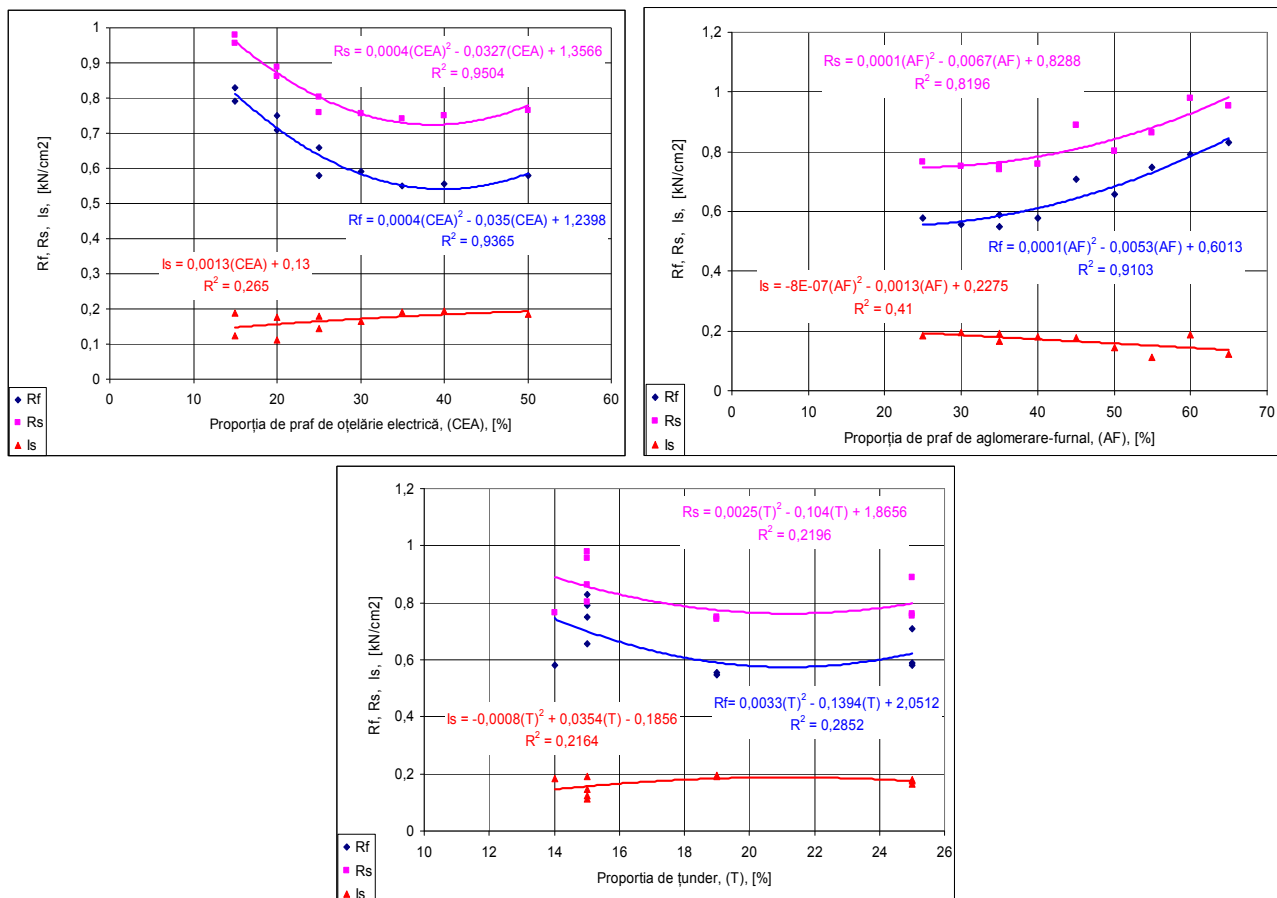 1
0,9
0,8
0,7
0,6
0,5
0,4
0,3
0,2
0,1
0
Rf, Rs, Is, [kN/cm2]
Rs = 0,0004(CEA)² - 0,0327(CEA) + 1,3566
R² = 0,9504
Rf = 0,0004(CEA)² - 0,035(CEA) + 1,2398
R² = 0,9365
Is = 0,0013(CEA) + 0,13
R² = 0,265
0 10 20 30 40 50 60
Proporția de praf de oțelărie electrică, (CEA), [%]
Rf
Rs
Is
1,2
1
0,8
0,6
0,4
0,2
0
Rf, Rs, Is, [kN/cm2]
Rs = 0,0001(AF)² - 0,0067(AF) + 0,8288
R² = 0,8196
Rf = 0,0001(AF)² - 0,0053(AF) + 0,6013
R² = 0,9103
Is = -8E-07(AF)² - 0,0013(AF) + 0,2275
R² = 0,41
0 10 20 30 40 50 60 70
Proporția de praf de aglomerare-furnal, (AF), [%]
Rf
Rs
Is
1,2
1
0,8
0,6
0,4
0,2
0
Rf, Rs, Is, [kN/cm2]
Rs = 0,0025(T)² - 0,104(T) + 1,8656
R² = 0,2196
Rf= 0,0033(T)² - 0,1394(T) + 2,0512
R² = 0,2852
Is = -0,0008(T)² + 0,0354(T) - 0,1856
R² = 0,2164
10 12 14 16 18 20 22 24 26
Proportia de țunder, (T), [%]
Rf
Rs
Is